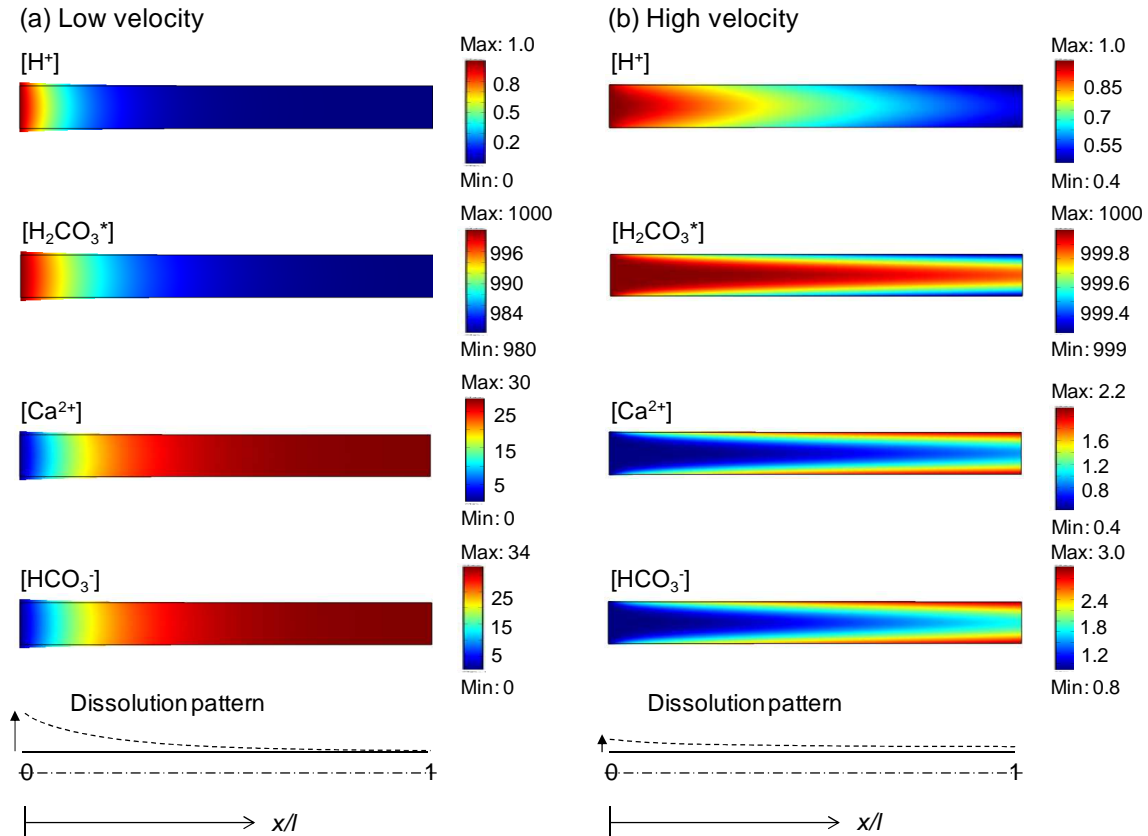 (a) Low velocity
[H⁺]
Max: 1.0
0.8
0.5
0.2
Min: 0
[H₂CO₃*]
Max: 1000
996
990
984
Min: 980
[Ca²⁺]
Max: 30
25
15
5
Min: 0
[HCO₃⁻]
Max: 34
25
15
5
Min: 0
Dissolution pattern
0 1
x/l
(b) High velocity
[H⁺]
Max: 1.0
0.85
0.7
0.55
Min: 0.4
[H₂CO₃*]
Max: 1000
999.8
999.6
999.4
Min: 999
[Ca²⁺]
Max: 2.2
1.6
1.2
0.8
Min: 0.4
[HCO₃⁻]
Max: 3.0
2.4
1.8
1.2
Min: 0.8
Dissolution pattern
0 1
x/l